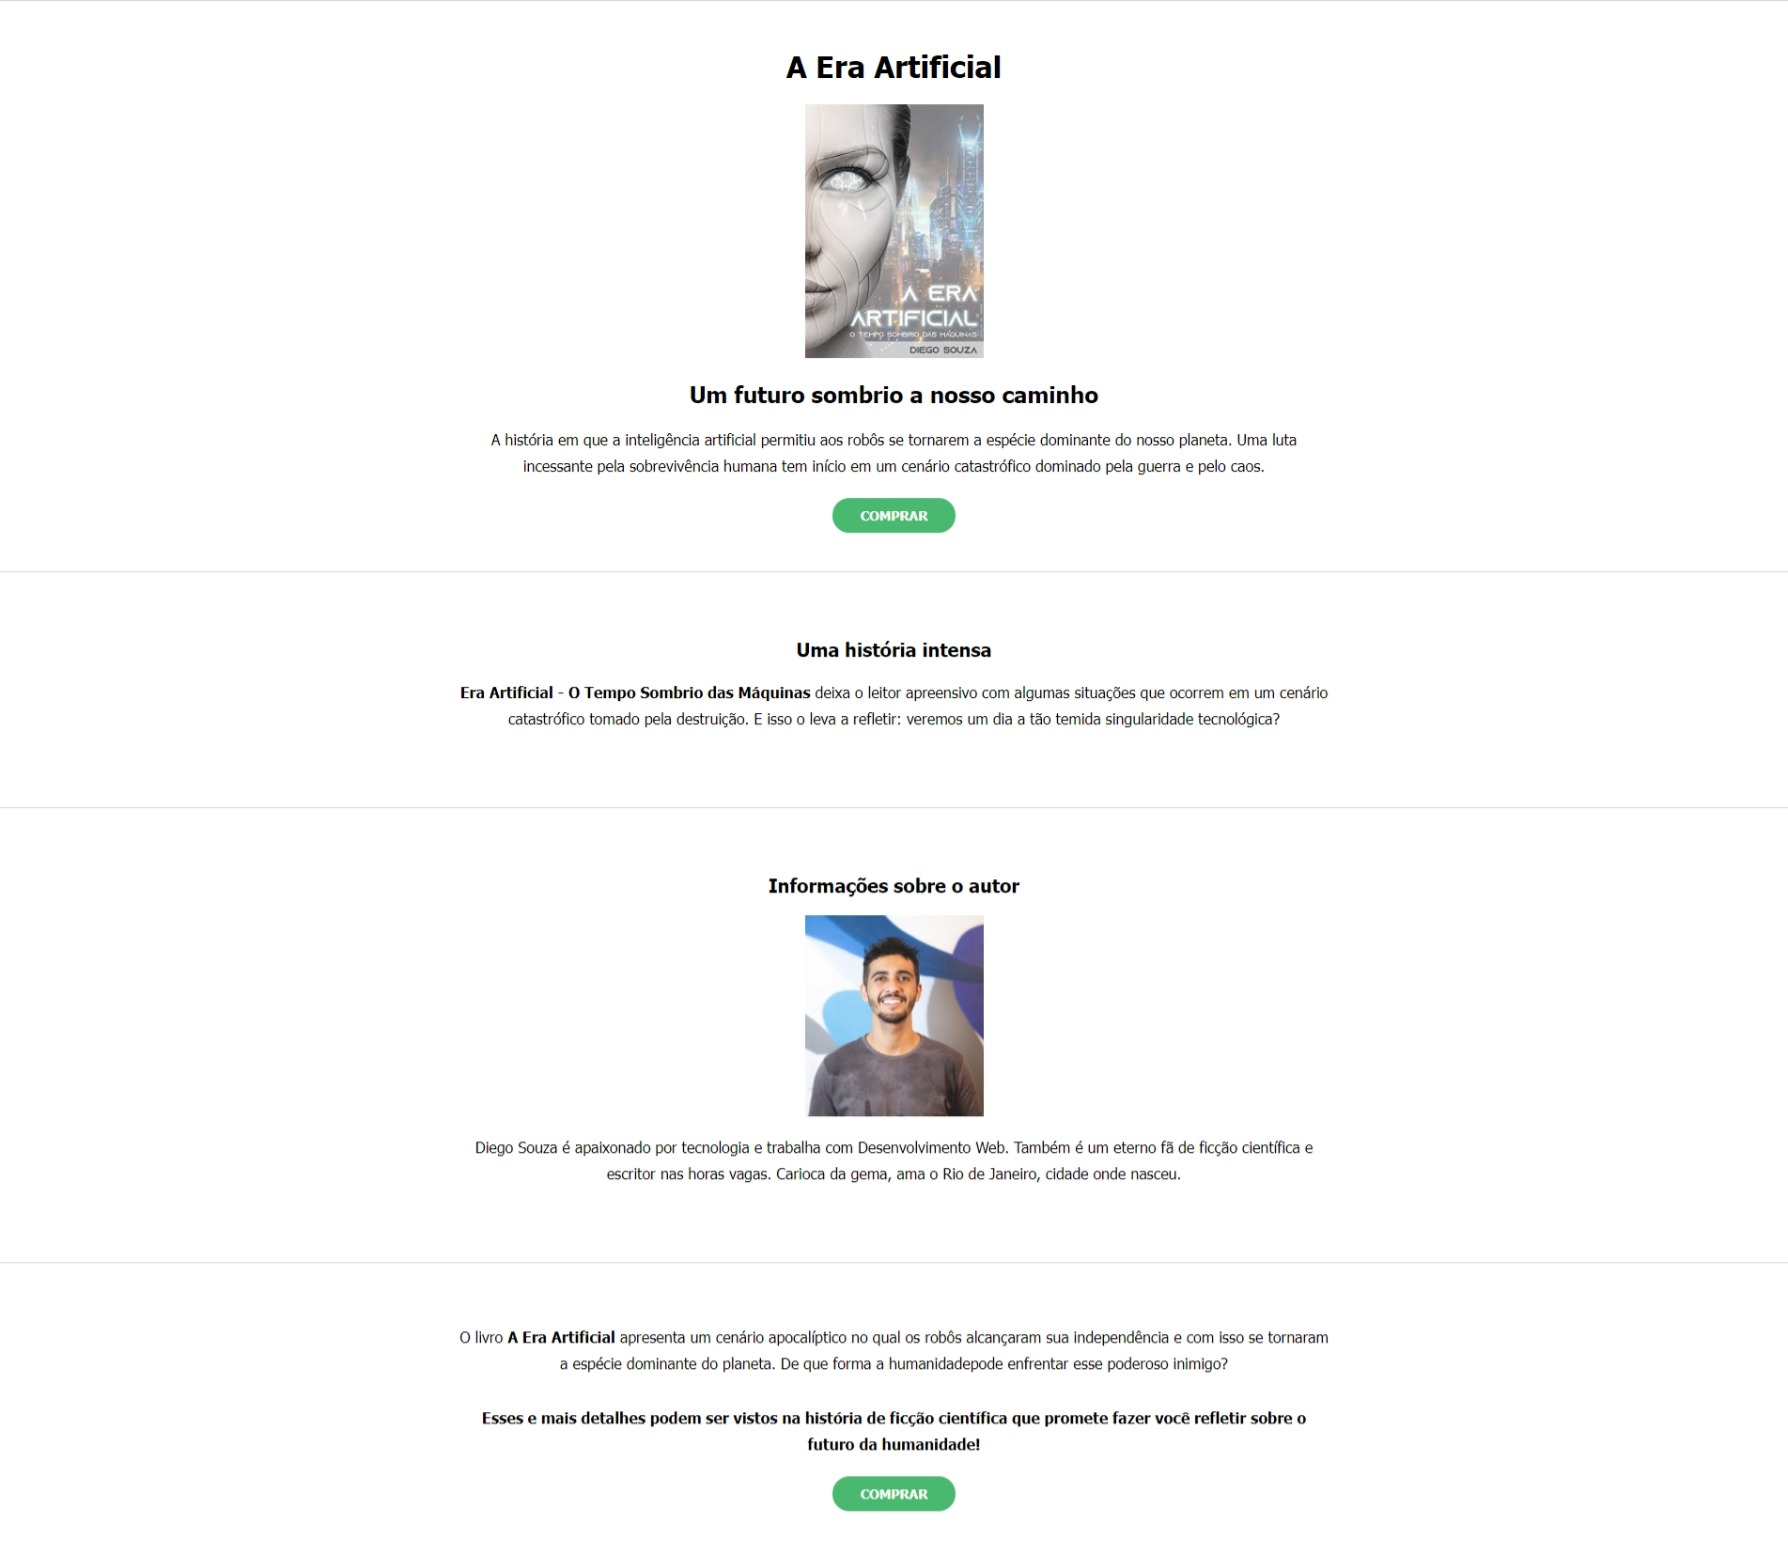 A Era Artificial
A ERA
ARTIFICIAL
O TEMPO SOMBRIO DAS MÁQUINAS
DIEGO SOUZA
Um futuro sombrio a nosso caminho
A história em que a inteligência artificial permitiu aos robôs se tornarem a espécie dominante do nosso planeta. Uma luta
incessante pela sobrevivência humana tem início em um cenário catastrófico dominado pela guerra e pelo caos.
COMPRAR
Uma história intensa
Era Artificial - O Tempo Sombrio das Máquinas deixa o leitor apreensivo com algumas situações que ocorrem em um cenário
catastrófico tomado pela destruição. E isso o leva a refletir: veremos um dia a tão temida singularidade tecnológica?
Informações sobre o autor
Diego Souza é apaixonado por tecnologia e trabalha com Desenvolvimento Web. Também é um eterno fã de ficção científica e
escritor nas horas vagas. Carioca da gema, ama o Rio de Janeiro, cidade onde nasceu.
O livro A Era Artificial apresenta um cenário apocalíptico no qual os robôs alcançaram sua independência e com isso se tornaram
a espécie dominante do planeta. De que forma a humanidadepode enfrentar esse poderoso inimigo?
Esses e mais detalhes podem ser vistos na história de ficção científica que promete fazer você refletir sobre o
futuro da humanidade!
COMPRAR